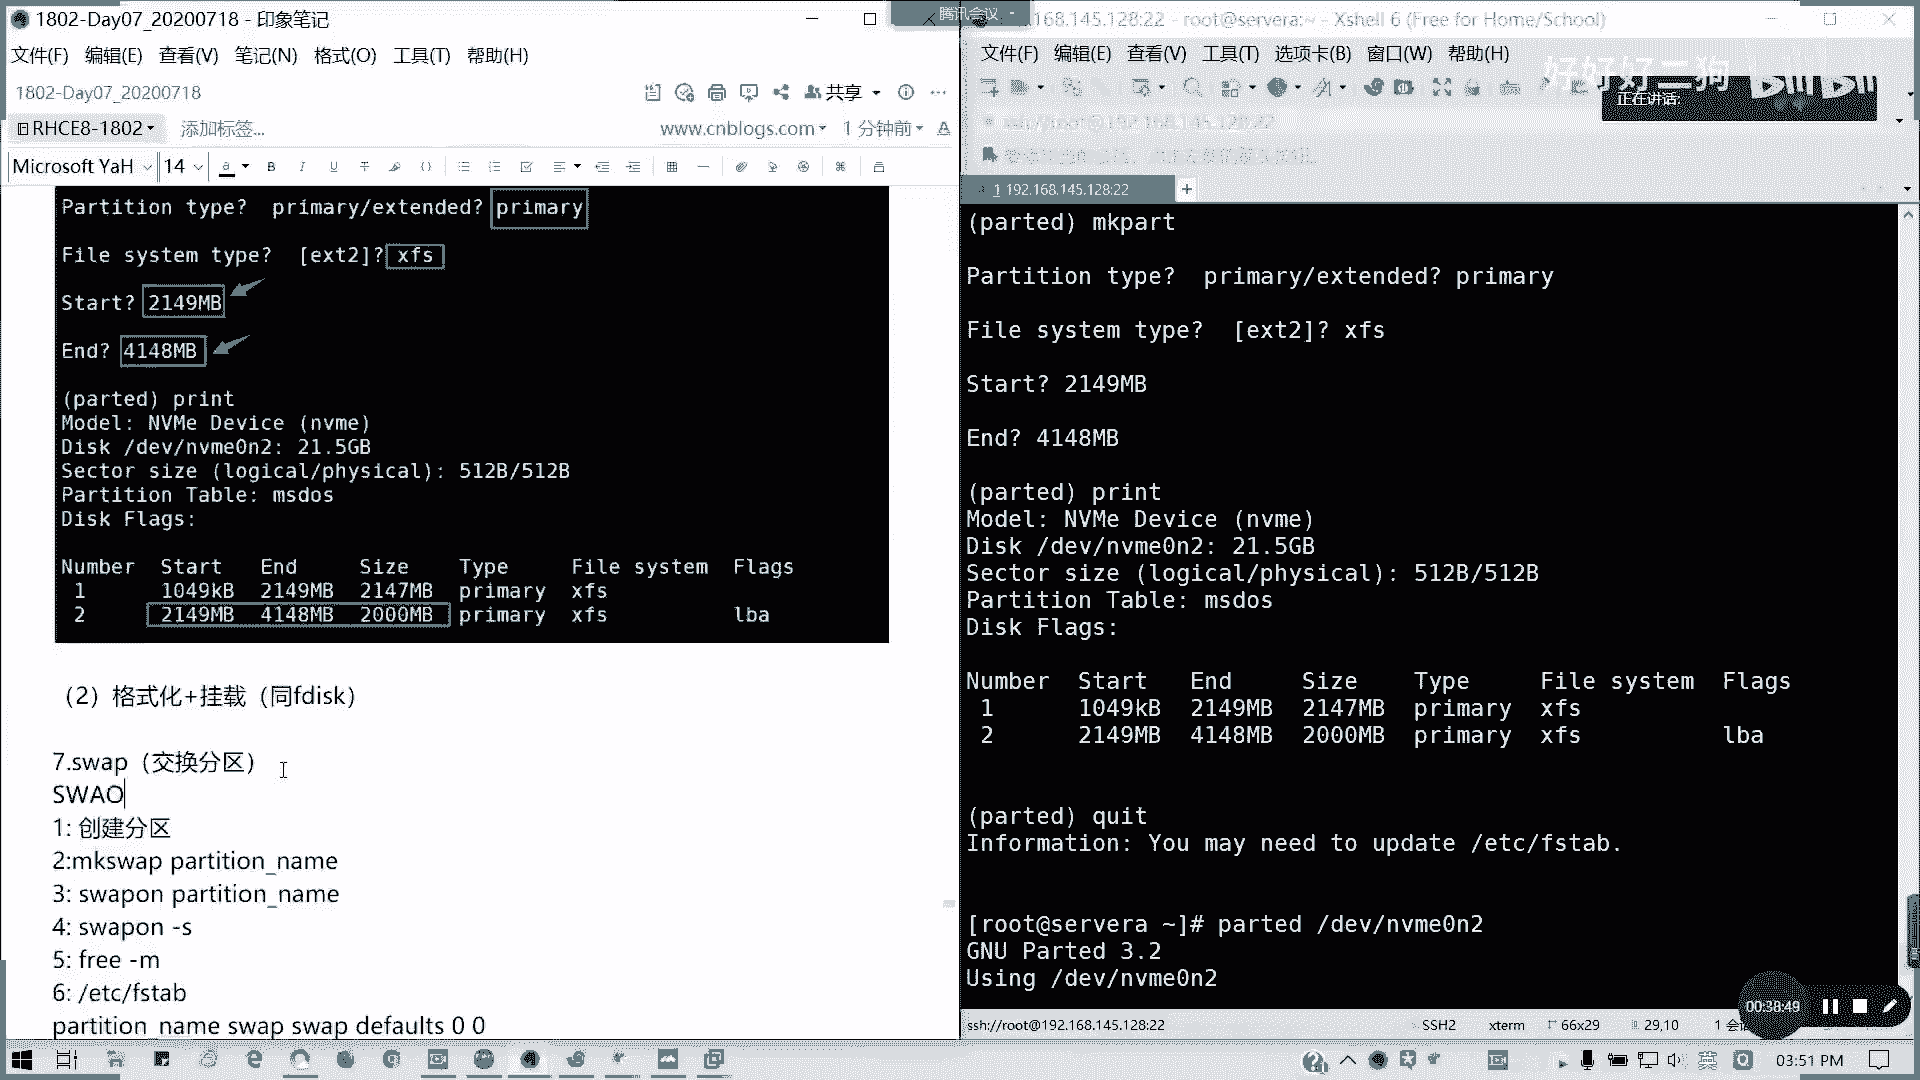 1802-Day07_20200718 - 印象笔记
文件(F) 编辑(E) 查看(V) 笔记(N) 格式(O) 工具(T) 帮助(H)
1802-Day07_20200718
共享
RHCE8-1802
添加标签...
www.cnblogs.com
1 分钟前
Microsoft YaH
14
Partition type?  primary/extended? primary
File system type?  [ext2]? xfs
Start? 2149MB
End? 4148MB
(parted) print
Model: NVMe Device (nvme)
Disk /dev/nvme0n2: 21.5GB
Sector size (logical/physical): 512B/512B
Partition Table: msdos
Disk Flags:
Number  Start   End     Size    Type     File system  Flags
1       1049kB  2149MB  2147MB  primary  xfs
2       2149MB  4148MB  2000MB  primary  xfs          lba
（2）格式化+挂载（同fdisk）
7.swap（交换分区）
SWAO
1: 创建分区
2:mkswap partition_name
3: swapon partition_name
4: swapon -s
5: free -m
6: /etc/fstab
partition_name swap swap defaults 0 0
腾讯会议
168.145.128:22 - root@servera:~ - Xshell 6 (Free for Home/School)
文件(F) 编辑(E) 查看(V) 工具(T) 选项卡(B) 窗口(W) 帮助(H)
好好好二狗
正在讲话:
ssh://root@192.168.145.128:22
1 192.168.145.128:22
(parted) mkpart
Partition type?  primary/extended? primary
File system type?  [ext2]? xfs
Start? 2149MB
End? 4148MB
(parted) print
Model: NVMe Device (nvme)
Disk /dev/nvme0n2: 21.5GB
Sector size (logical/physical): 512B/512B
Partition Table: msdos
Disk Flags:
Number  Start   End     Size    Type     File system  Flags
1       1049kB  2149MB  2147MB  primary  xfs
2       2149MB  4148MB  2000MB  primary  xfs          lba
(parted) quit
Information: You may need to update /etc/fstab.
[root@servera ~]# parted /dev/nvme0n2
GNU Parted 3.2
Using /dev/nvme0n2
00:38:49
ssh://root@192.168.145.128:22
SSH2
xterm
66x29
29,10
英
03:51 PM